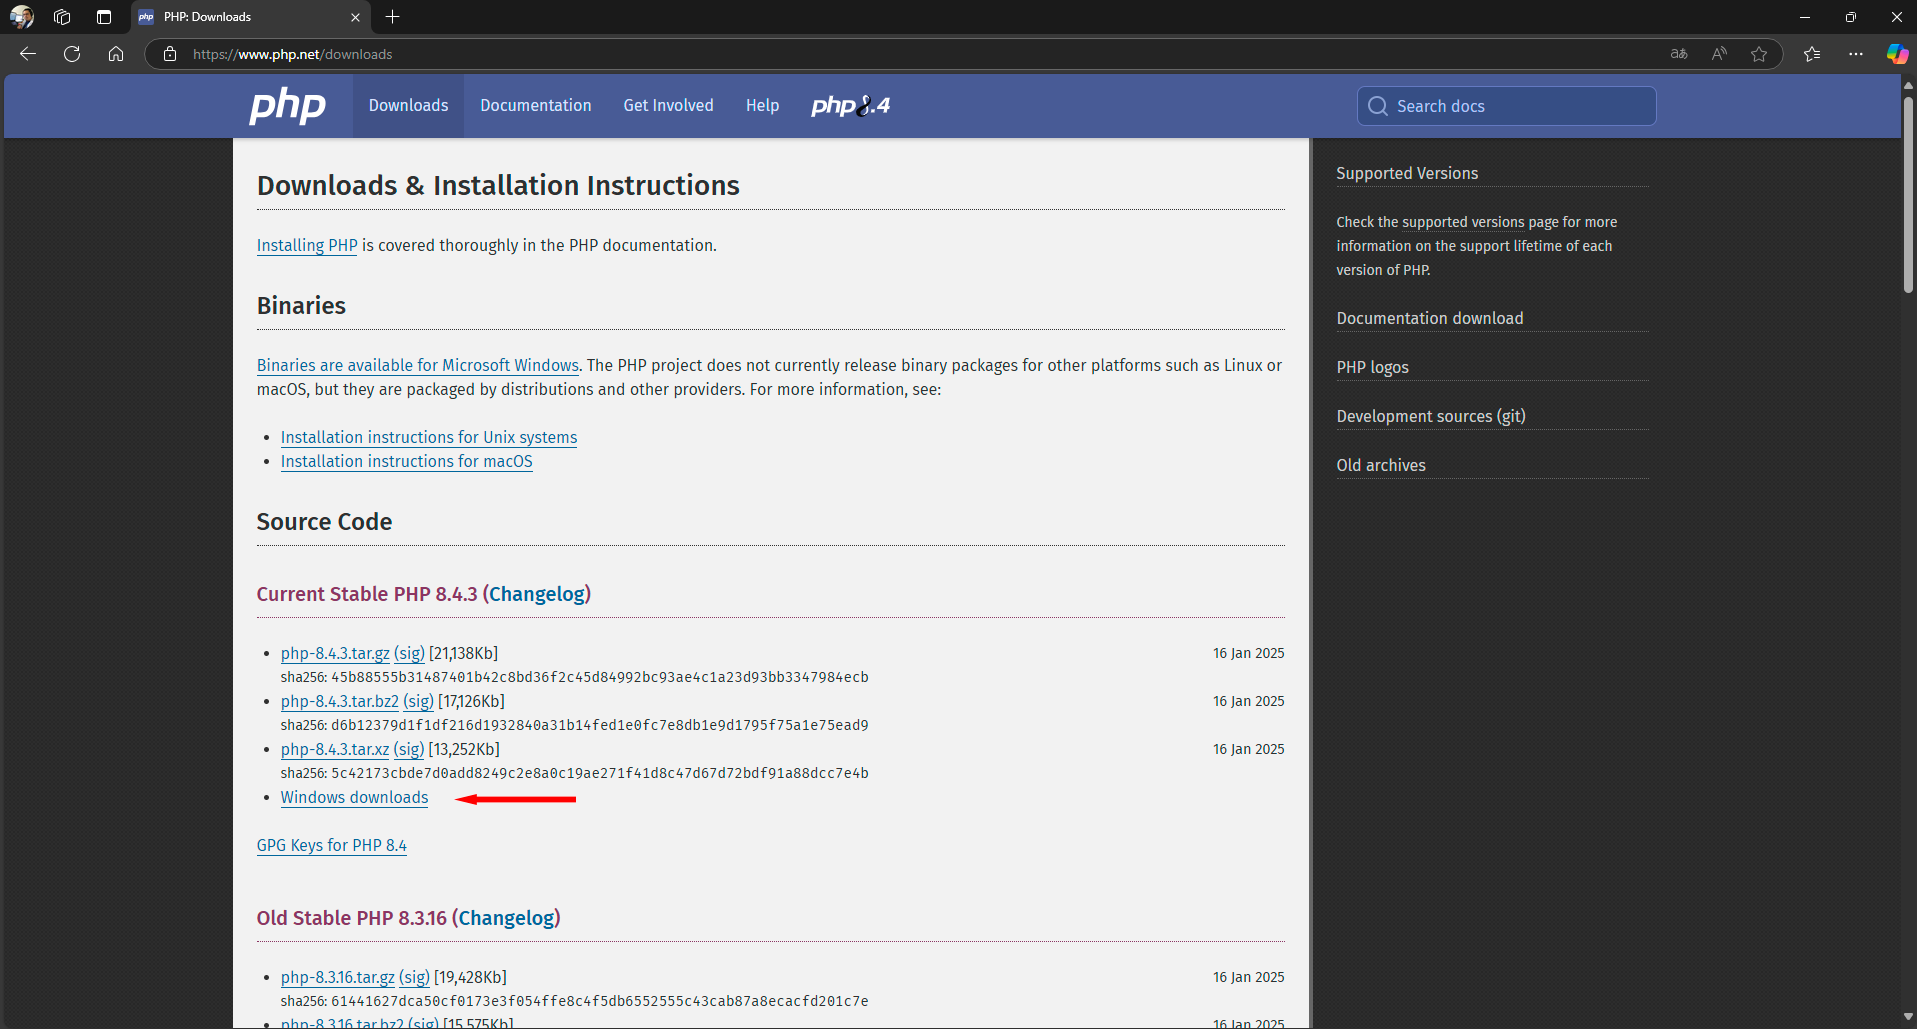 PHP: Downloads
https://www.php.net/downloads
php
Downloads
Documentation
Get Involved
Help
php8.4
Search docs
Downloads & Installation Instructions
Installing PHP is covered thoroughly in the PHP documentation.
Binaries
Binaries are available for Microsoft Windows. The PHP project does not currently release binary packages for other platforms such as Linux or
macOS, but they are packaged by distributions and other providers. For more information, see:
Installation instructions for Unix systems
Installation instructions for macOS
Source Code
Current Stable PHP 8.4.3 (Changelog)
php-8.4.3.tar.gz (sig) [21,138Kb] 16 Jan 2025
sha256: 45b88555b31487401b42c8bd36f2c45d84992bc93ae4c1a23d93bb3347984ecb
php-8.4.3.tar.bz2 (sig) [17,126Kb] 16 Jan 2025
sha256: d6b12379d1f1df216d1932840a31b14fed1e0fc7e8db1e9d1795f75a1e75ead9
php-8.4.3.tar.xz (sig) [13,252Kb] 16 Jan 2025
sha256: 5c42173cbde7d0add8249c2e8a0c19ae271f41d8c47d67d72bdf91a88dcc7e4b
Windows downloads
GPG Keys for PHP 8.4
Old Stable PHP 8.3.16 (Changelog)
php-8.3.16.tar.gz (sig) [19,428Kb] 16 Jan 2025
sha256: 61441627dca50cf0173e3f054ffe8c4f5db6552555c43cab87a8ecacfd201c7e
php-8.3.16.tar.bz2 (sig) [15,575Kb] 16 Jan 2025
Supported Versions
Check the supported versions page for more
information on the support lifetime of each
version of PHP.
Documentation download
PHP logos
Development sources (git)
Old archives